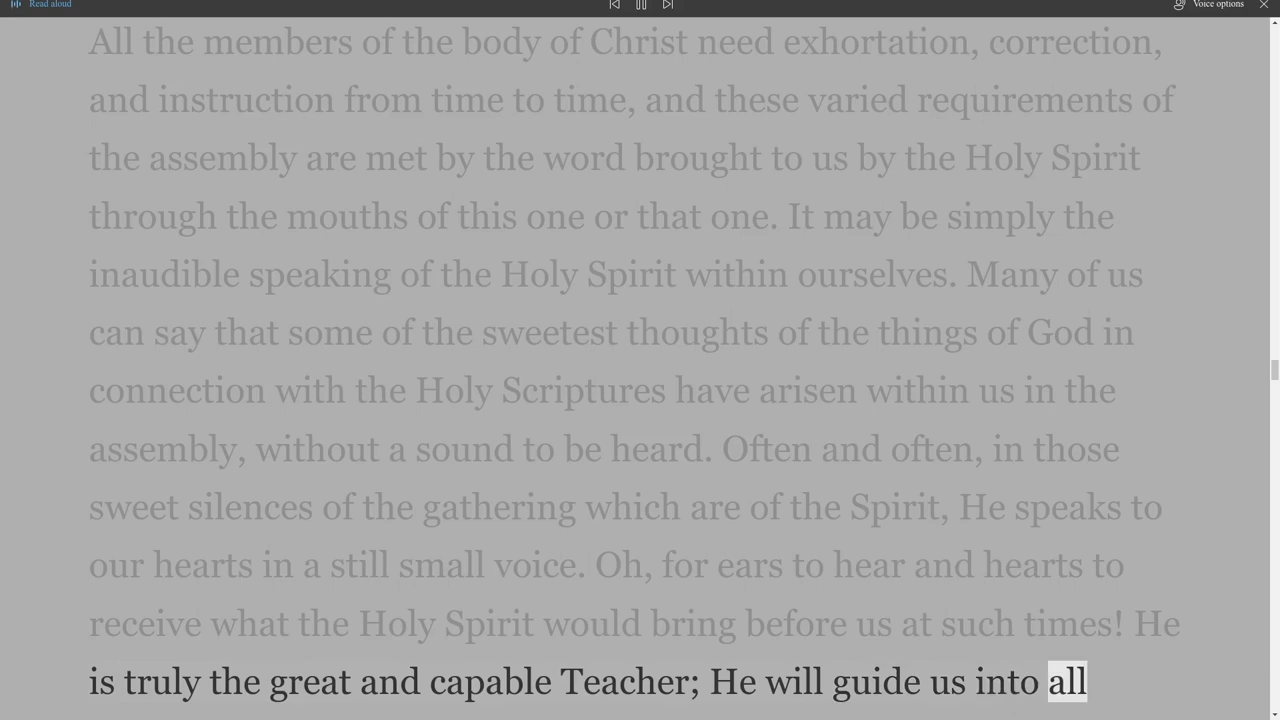 Read aloud
Voice options
All the members of the body of Christ need exhortation, correction,
and instruction from time to time, and these varied requirements of
the assembly are met by the word brought to us by the Holy Spirit
through the mouths of this one or that one. It may be simply the
inaudible speaking of the Holy Spirit within ourselves. Many of us
can say that some of the sweetest thoughts of the things of God in
connection with the Holy Scriptures have arisen within us in the
assembly, without a sound to be heard. Often and often, in those
sweet silences of the gathering which are of the Spirit, He speaks to
our hearts in a still small voice. Oh, for ears to hear and hearts to
receive what the Holy Spirit would bring before us at such times! He
is truly the great and capable Teacher; He will guide us into all